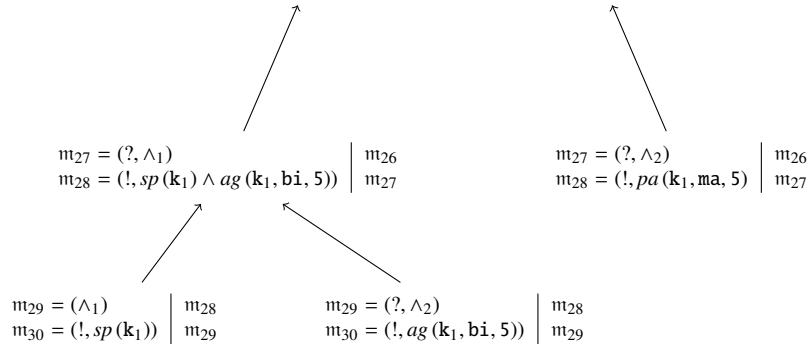 𝔪₂₇ = (?, ∧₁) | 𝔪₂₆
𝔪₂₈ = (!, sp (k₁) ∧ ag (k₁, bi, 5)) | 𝔪₂₇
𝔪₂₇ = (?, ∧₂) | 𝔪₂₆
𝔪₂₈ = (!, pa (k₁, ma, 5) | 𝔪₂₇
𝔪₂₉ = (∧₁) | 𝔪₂₈
𝔪₃₀ = (!, sp (k₁)) | 𝔪₂₉
𝔪₂₉ = (?, ∧₂) | 𝔪₂₈
𝔪₃₀ = (!, ag (k₁, bi, 5)) | 𝔪₂₉